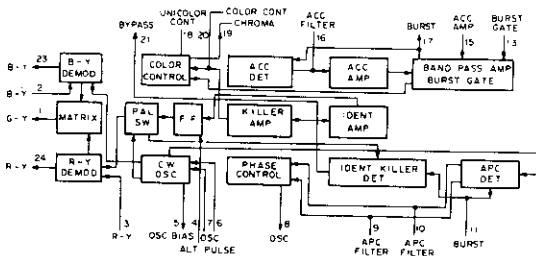 BYPASS
UNICOLOR CONT
COLOR CONT
CHROMA
ACC FILTER
BURST
ACC AMP
BURST GATE
21
18
20
19
16
17
15
13
23
B-Y
B-Y DEMOD
COLOR CONTROL
ACC DET
ACC AMP
BAND PASS AMP BURST GATE
B-Y
2
G-Y
1
MATRIX
PAL SW
F.F
KILLER AMP
IDENT AMP
R-Y
24
R-Y DEMOD
CW OSC
PHASE CONTROL
IDENT KILLER DET
APC DET
3
R-Y
5
4
7
6
OSC BIAS
OSC
ALT PULSE
8
OSC
9
APC FILTER
10
APC FILTER
11
BURST